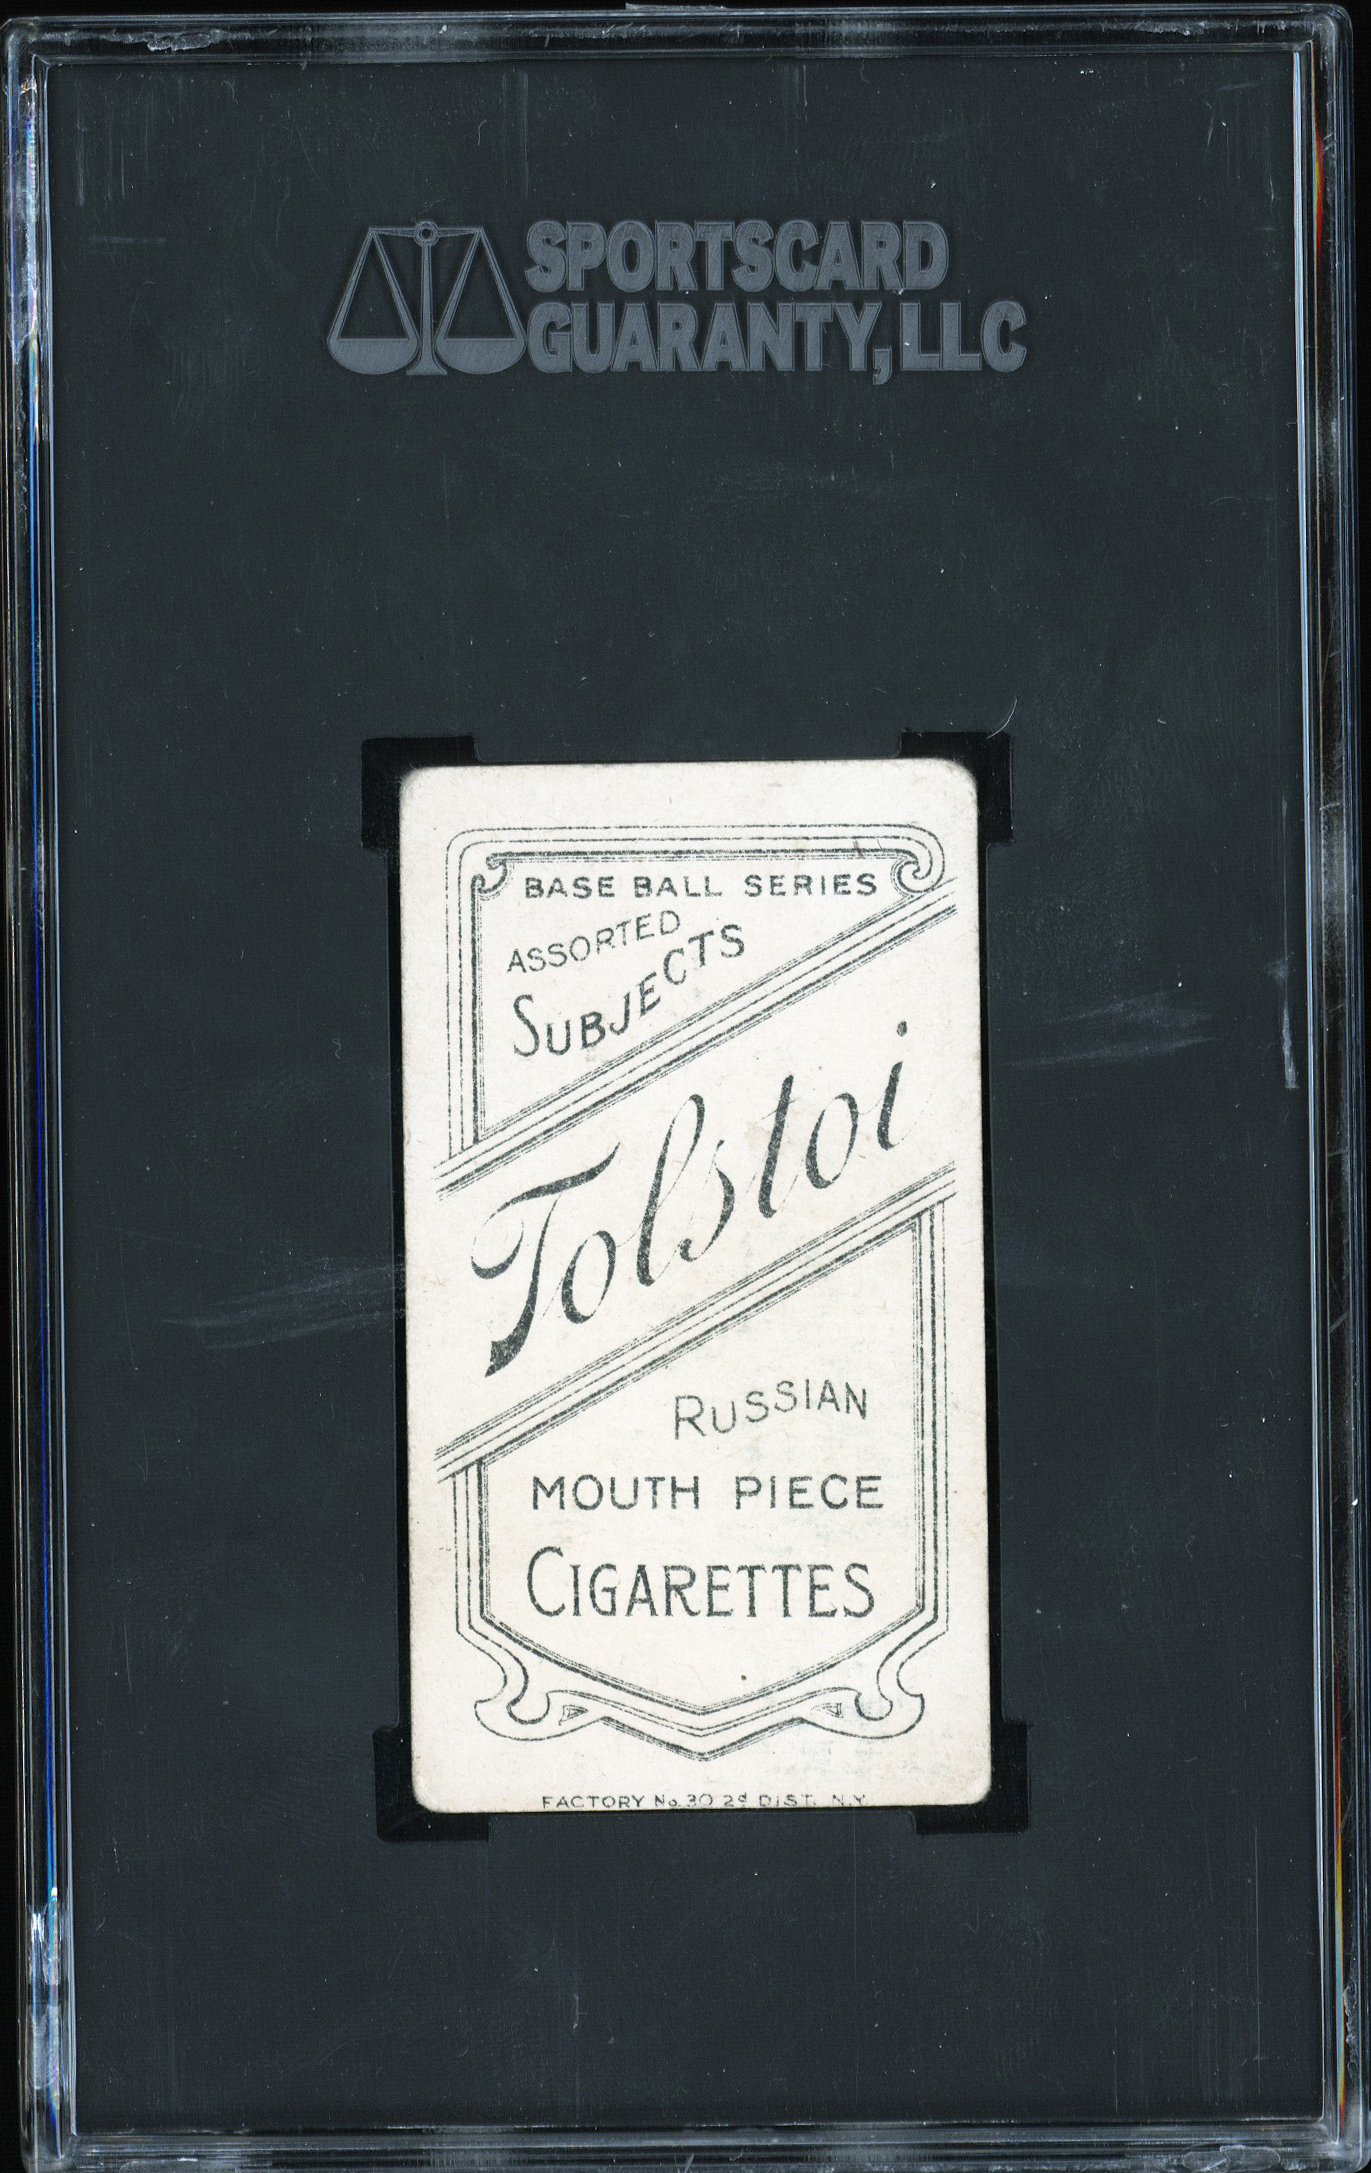 SPORTSCARD
GUARANTY, LLC
BASE BALL SERIES
ASSORTED
SUBJECTS
Tolstoi
RUSSIAN
MOUTH PIECE
CIGARETTES
FACTORY No. 30 2d DIST. N.Y.